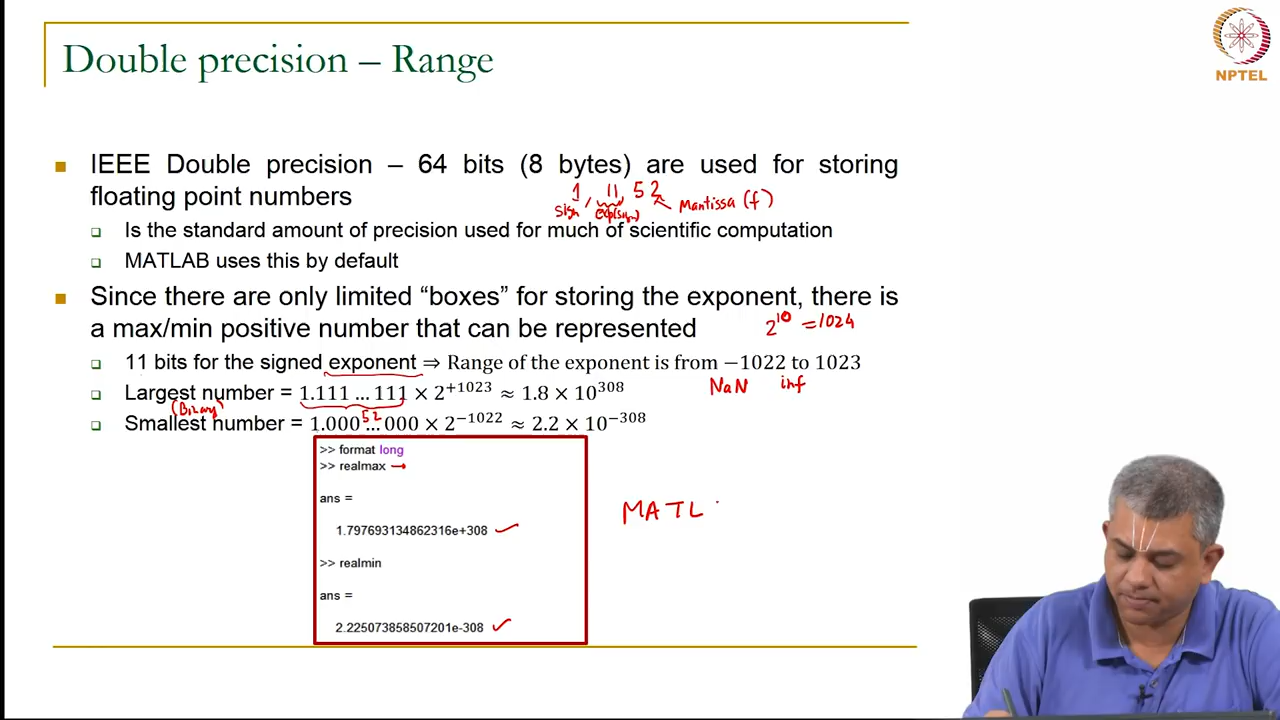 Double precision – Range
NPTEL
■ IEEE Double precision – 64 bits (8 bytes) are used for storing
floating point numbers
1, 11, 52
sign exp(sign) Mantissa (f)
❑ Is the standard amount of precision used for much of scientific computation
❑ MATLAB uses this by default
■ Since there are only limited “boxes” for storing the exponent, there is
a max/min positive number that can be represented
2¹⁰ = 1024
❑ 11 bits for the signed exponent ⇒ Range of the exponent is from −1022 to 1023
NaN inf
❑ Largest number = 1.111 … 111 × 2⁺¹⁰²³ ≈ 1.8 × 10³⁰⁸
(Binary) 52
❑ Smallest number = 1.000 … 000 × 2⁻¹⁰²² ≈ 2.2 × 10⁻³⁰⁸
>> format long
>> realmax
ans =
1.797693134862316e+308
>> realmin
ans =
2.225073858507201e-308
MATL